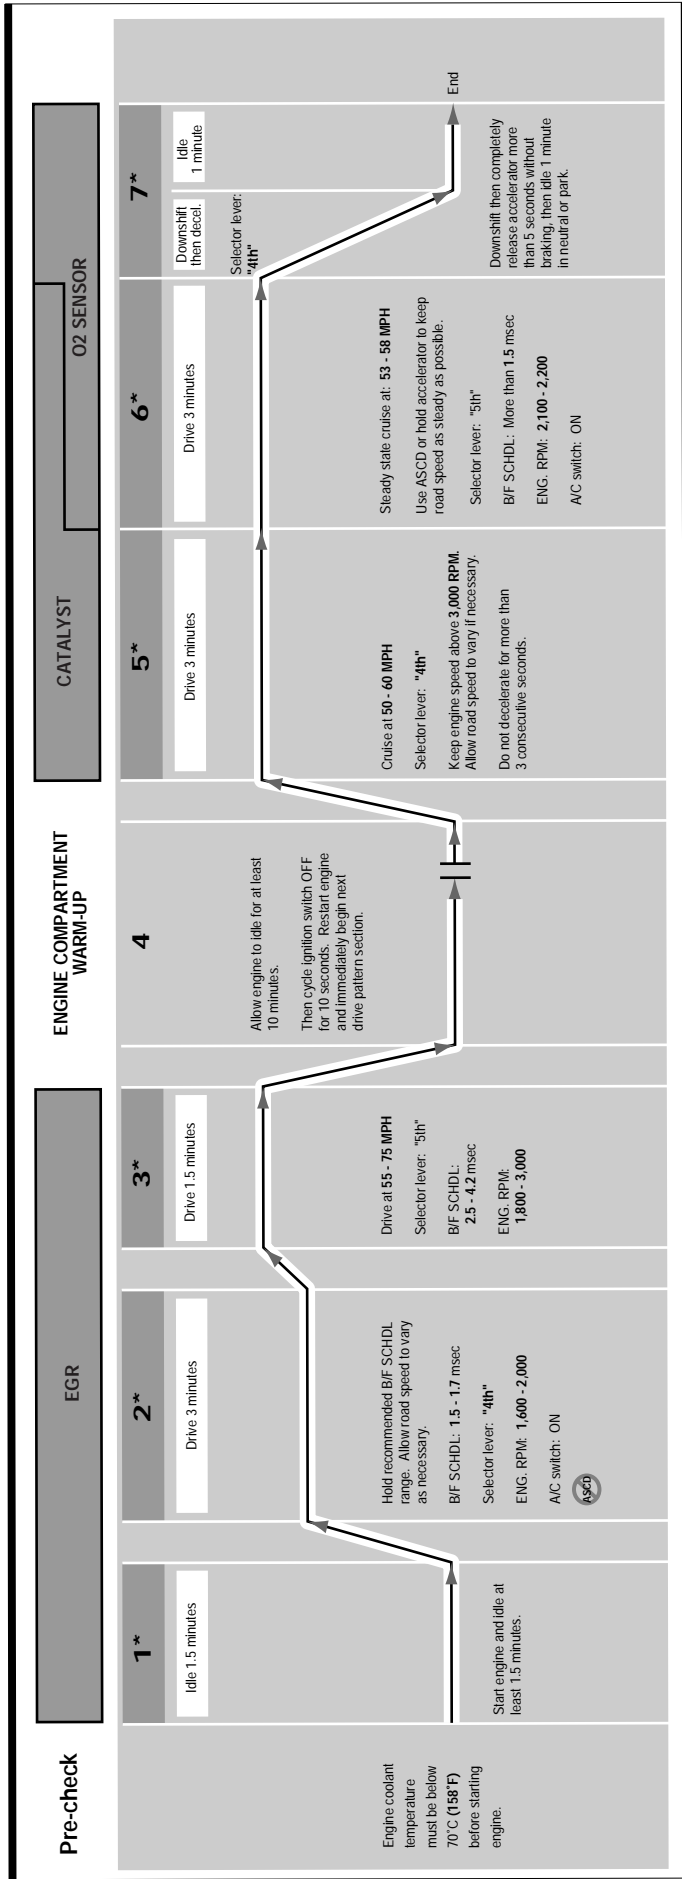 Pre-check
EGR
ENGINE COMPARTMENT
WARM-UP
CATALYST
O2 SENSOR
Engine coolant
temperature
must be below
70˚C (158˚F)
before starting
engine.
1*
Idle 1.5 minutes
Start engine and idle at
least 1.5 minutes.
2*
Drive 3 minutes
Hold recommended B/F SCHDL
range. Allow road speed to vary
as necessary.
B/F SCHDL: 1.5 - 1.7 msec
Selector lever: "4th"
ENG. RPM: 1,600 - 2,000
A/C switch: ON
ASCD
3*
Drive 1.5 minutes
Drive at 55 - 75 MPH
Selector lever: "5th"
B/F SCHDL:
2.5 - 4.2 msec
ENG. RPM:
1,800 - 3,000
4
Allow engine to idle for at least
10 minutes.
Then cycle ignition switch OFF
for 10 seconds. Restart engine
and immediately begin next
drive pattern section.
5*
Drive 3 minutes
Cruise at 50 - 60 MPH
Selector lever: "4th"
Keep engine speed above 3,000 RPM.
Allow road speed to vary if necessary.
Do not decelerate for more than
3 consecutive seconds.
6*
Drive 3 minutes
Steady state cruise at: 53 - 58 MPH
Use ASCD or hold accelerator to keep
road speed as steady as possible.
Selector lever: "5th"
B/F SCHDL: More than 1.5 msec
ENG. RPM: 2,100 - 2,200
A/C switch: ON
7*
Downshift
then decel.
Idle
1 minute
Selector lever:
"4th"
End
Downshift then completely
release accelerator more
than 5 seconds without
braking, then idle 1 minute
in neutral or park.